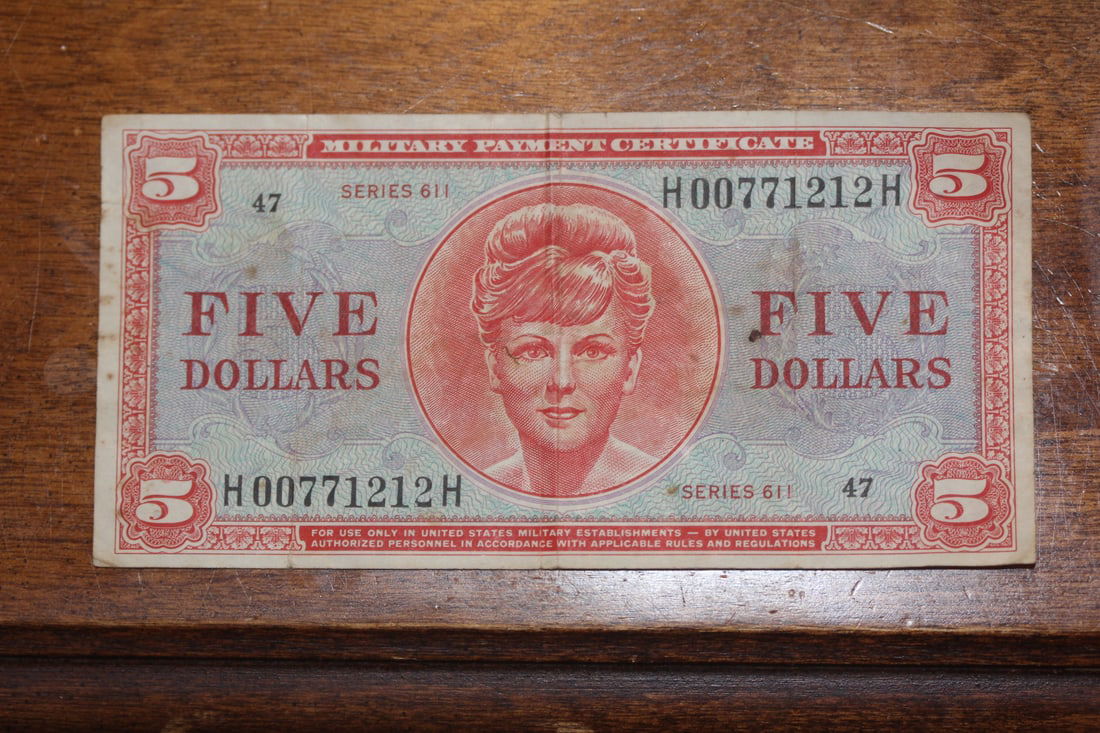 MILITARY PAYMENT CERTIFICATE
5 5
47 SERIES 611 H00771212H
FIVE FIVE
DOLLARS DOLLARS
H00771212H SERIES 611 47
5 5
FOR USE ONLY IN UNITED STATES MILITARY ESTABLISHMENTS — BY UNITED STATES
AUTHORIZED PERSONNEL IN ACCORDANCE WITH APPLICABLE RULES AND REGULATIONS